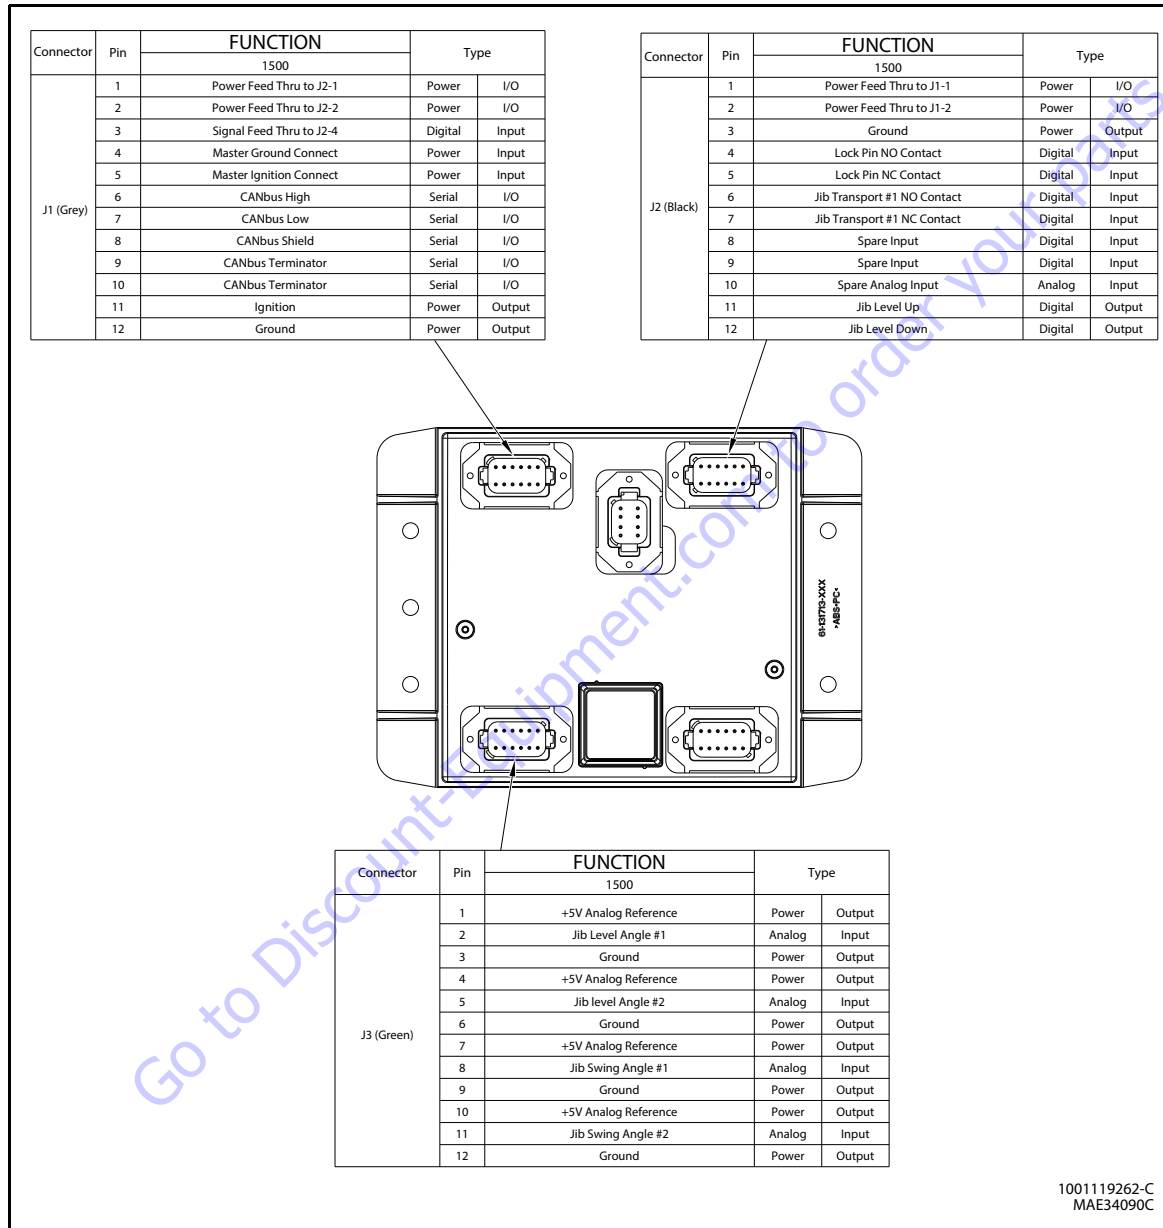 Connector Pin FUNCTION Type
1500
J1 (Grey)
1 Power Feed Thru to J2-1 Power I/O
2 Power Feed Thru to J2-2 Power I/O
3 Signal Feed Thru to J2-4 Digital Input
4 Master Ground Connect Power Input
5 Master Ignition Connect Power Input
6 CANbus High Serial I/O
7 CANbus Low Serial I/O
8 CANbus Shield Serial I/O
9 CANbus Terminator Serial I/O
10 CANbus Terminator Serial I/O
11 Ignition Power Output
12 Ground Power Output
Connector Pin FUNCTION Type
1500
J2 (Black)
1 Power Feed Thru to J1-1 Power I/O
2 Power Feed Thru to J1-2 Power I/O
3 Ground Power Output
4 Lock Pin NO Contact Digital Input
5 Lock Pin NC Contact Digital Input
6 Jib Transport #1 NO Contact Digital Input
7 Jib Transport #1 NC Contact Digital Input
8 Spare Input Digital Input
9 Spare Input Digital Input
10 Spare Analog Input Analog Input
11 Jib Level Up Digital Output
12 Jib Level Down Digital Output
61-131713-XXX
>ABS+PC<
Connector Pin FUNCTION Type
1500
J3 (Green)
1 +5V Analog Reference Power Output
2 Jib Level Angle #1 Analog Input
3 Ground Power Output
4 +5V Analog Reference Power Output
5 Jib level Angle #2 Analog Input
6 Ground Power Output
7 +5V Analog Reference Power Output
8 Jib Swing Angle #1 Analog Input
9 Ground Power Output
10 +5V Analog Reference Power Output
11 Jib Swing Angle #2 Analog Input
12 Ground Power Output
1001119262-C
MAE34090C
Go to Discount-Equipment.com to order your parts